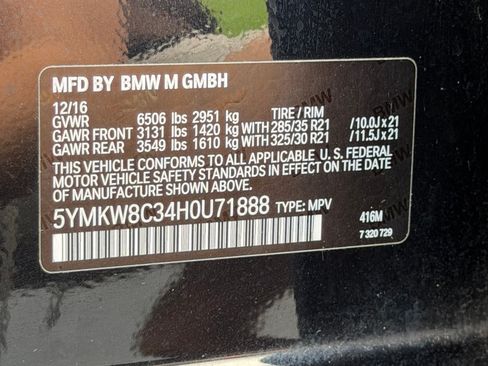 MFD BY BMW M GMBH
12/16
GVWR 6506 lbs 2951 kg TIRE / RIM
GAWR FRONT 3131 lbs 1420 kg WITH 285/35 R21 /10.0J x 21
GAWR REAR 3549 lbs 1610 kg WITH 325/30 R21 /11.5J x 21
THIS VEHICLE CONFORMS TO ALL APPLICABLE U.S. FEDERAL
MOTOR VEHICLE SAFETY STANDARDS IN EFFECT ON THE DATE
OF MANUFACTURE SHOWN ABOVE.
5YMKW8C34H0U71888 TYPE: MPV
416M
7 320 729